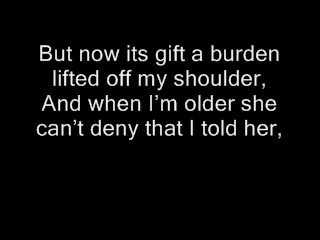 But now its gift a burden
lifted off my shoulder,
And when I’m older she
can’t deny that I told her,